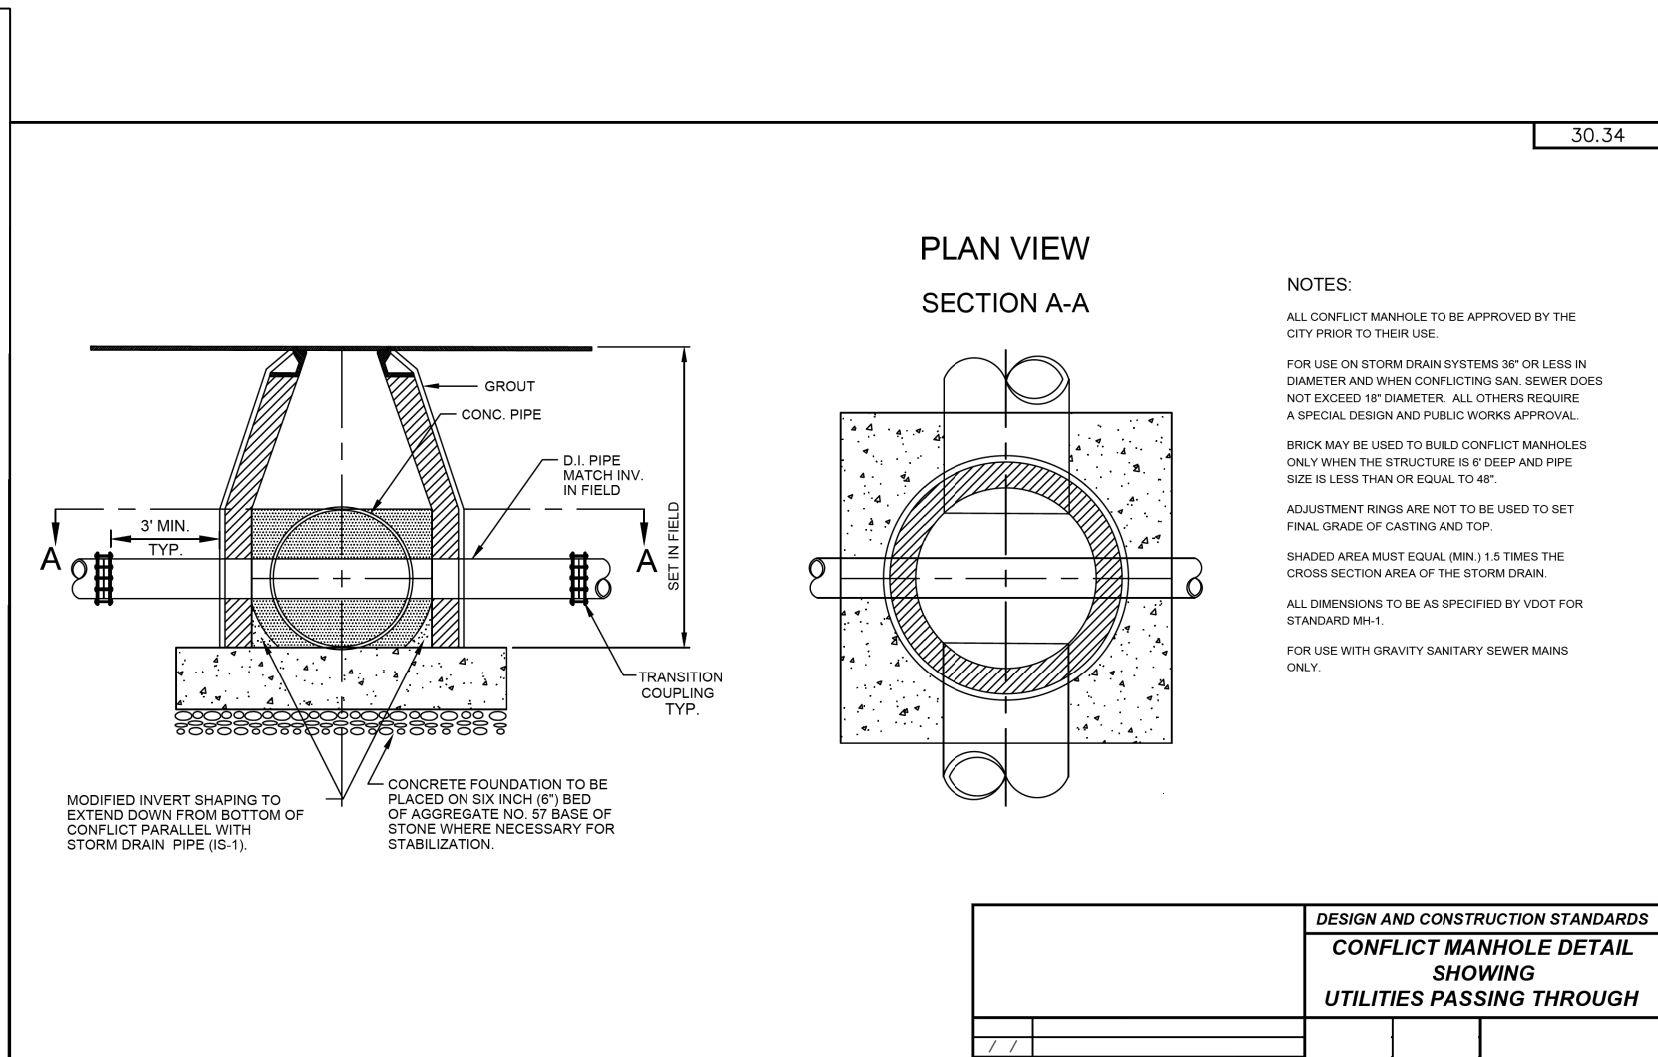 30.34
PLAN VIEW
SECTION A-A
GROUT
CONC. PIPE
D.I. PIPE
MATCH INV.
IN FIELD
3' MIN.
TYP.
A
A
SET IN FIELD
TRANSITION
COUPLING
TYP.
MODIFIED INVERT SHAPING TO
EXTEND DOWN FROM BOTTOM OF
CONFLICT PARALLEL WITH
STORM DRAIN PIPE (IS-1).
CONCRETE FOUNDATION TO BE
PLACED ON SIX INCH (6") BED
OF AGGREGATE NO. 57 BASE OF
STONE WHERE NECESSARY FOR
STABILIZATION.
NOTES:
ALL CONFLICT MANHOLE TO BE APPROVED BY THE
CITY PRIOR TO THEIR USE.
FOR USE ON STORM DRAIN SYSTEMS 36" OR LESS IN
DIAMETER AND WHEN CONFLICTING SAN. SEWER DOES
NOT EXCEED 18" DIAMETER. ALL OTHERS REQUIRE
A SPECIAL DESIGN AND PUBLIC WORKS APPROVAL.
BRICK MAY BE USED TO BUILD CONFLICT MANHOLES
ONLY WHEN THE STRUCTURE IS 6' DEEP AND PIPE
SIZE IS LESS THAN OR EQUAL TO 48".
ADJUSTMENT RINGS ARE NOT TO BE USED TO SET
FINAL GRADE OF CASTING AND TOP.
SHADED AREA MUST EQUAL (MIN.) 1.5 TIMES THE
CROSS SECTION AREA OF THE STORM DRAIN.
ALL DIMENSIONS TO BE AS SPECIFIED BY VDOT FOR
STANDARD MH-1.
FOR USE WITH GRAVITY SANITARY SEWER MAINS
ONLY.
DESIGN AND CONSTRUCTION STANDARDS
CONFLICT MANHOLE DETAIL
SHOWING
UTILITIES PASSING THROUGH
/ /